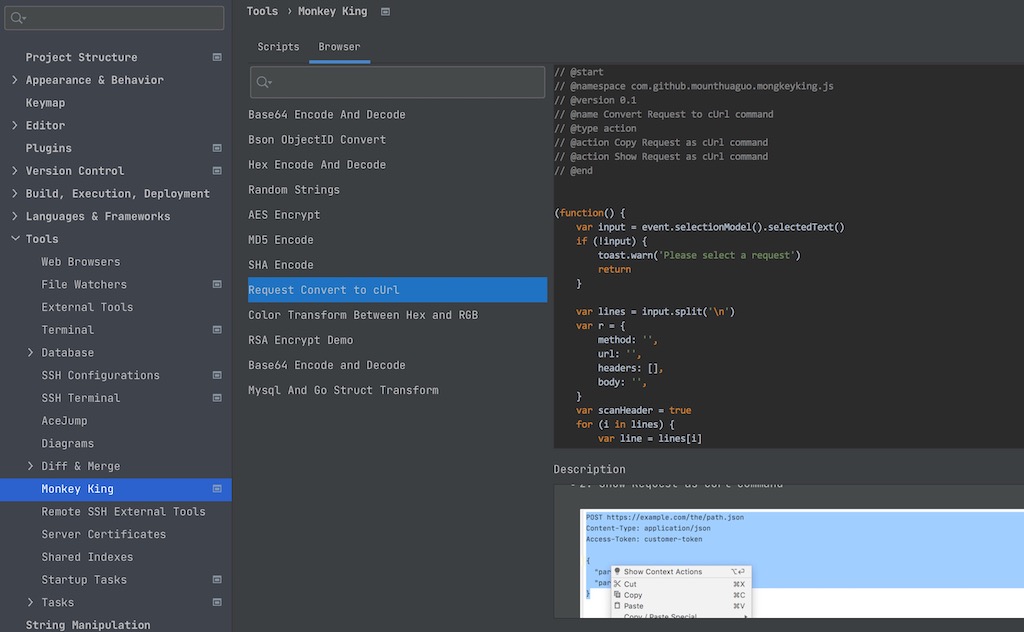 Project Structure
Appearance & Behavior
Keymap
Editor
Plugins
Version Control
Build, Execution, Deployment
Languages & Frameworks
Tools
Web Browsers
File Watchers
External Tools
Terminal
Database
SSH Configurations
SSH Terminal
AceJump
Diagrams
Diff & Merge
Monkey King
Remote SSH External Tools
Server Certificates
Shared Indexes
Startup Tasks
Tasks
String Manipulation
Tools › Monkey King
Scripts Browser
Base64 Encode And Decode
Bson ObjectID Convert
Hex Encode And Decode
Random Strings
AES Encrypt
MD5 Encode
SHA Encode
Request Convert to cUrl
Color Transform Between Hex and RGB
RSA Encrypt Demo
Base64 Encode and Decode
Mysql And Go Struct Transform
// @start
// @namespace com.github.mounthuaguo.mongkeyking.js
// @version 0.1
// @name Convert Request to cUrl command
// @type action
// @action Copy Request as cUrl command
// @action Show Request as cUrl command
// @end
(function() {
var input = event.selectionModel().selectedText()
if (!input) {
toast.warn('Please select a request')
return
}
var lines = input.split('\n')
var r = {
method: '',
url: '',
headers: [],
body: '',
}
var scanHeader = true
for (i in lines) {
var line = lines[i]
Description
2. Show Request as cUrl command
POST https://example.com/the/path.json
Content-Type: application/json
Access-Token: customer-token
{
"par
"par
}
Show Context Actions ⌥⏎
Cut ⌘X
Copy ⌘C
Paste ⌘V
Copy / Paste Special